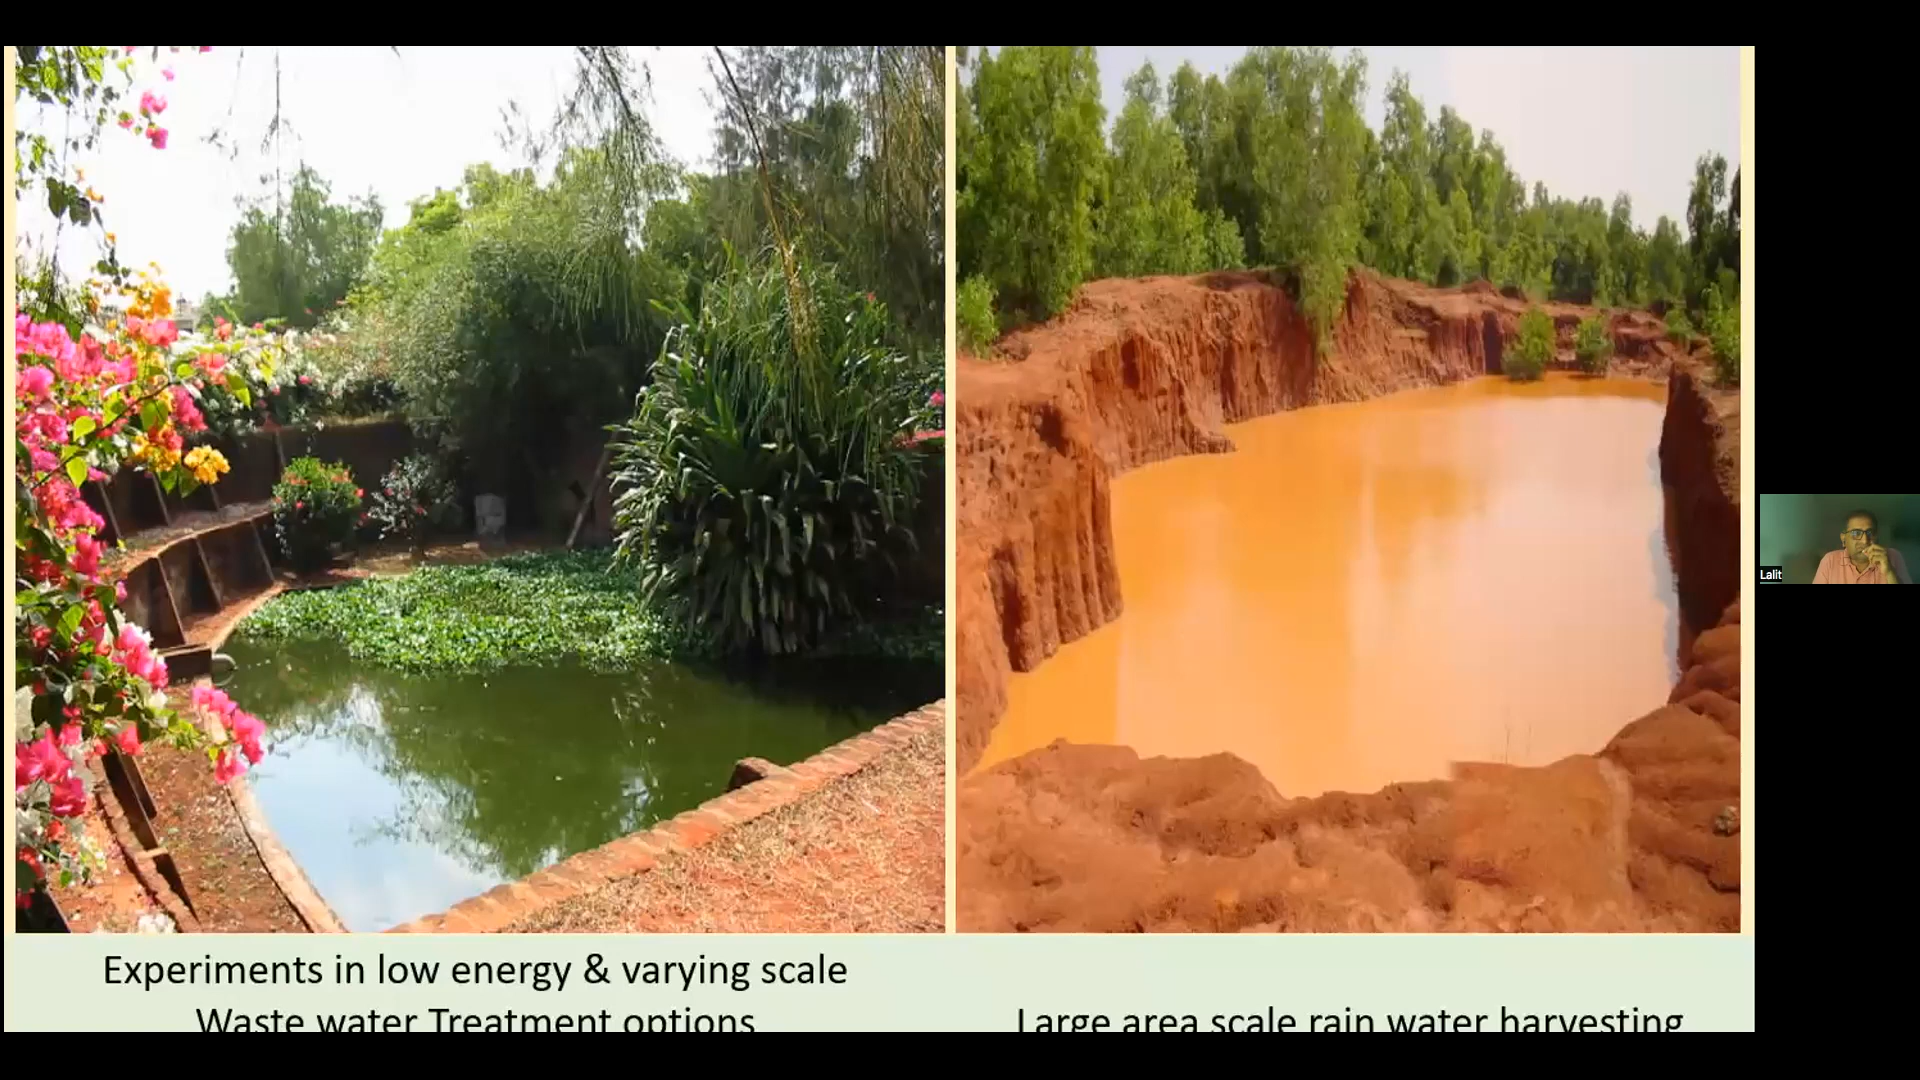 Experiments in low energy & varying scale
Waste water Treatment options
Large area scale rain water harvesting
Lalit